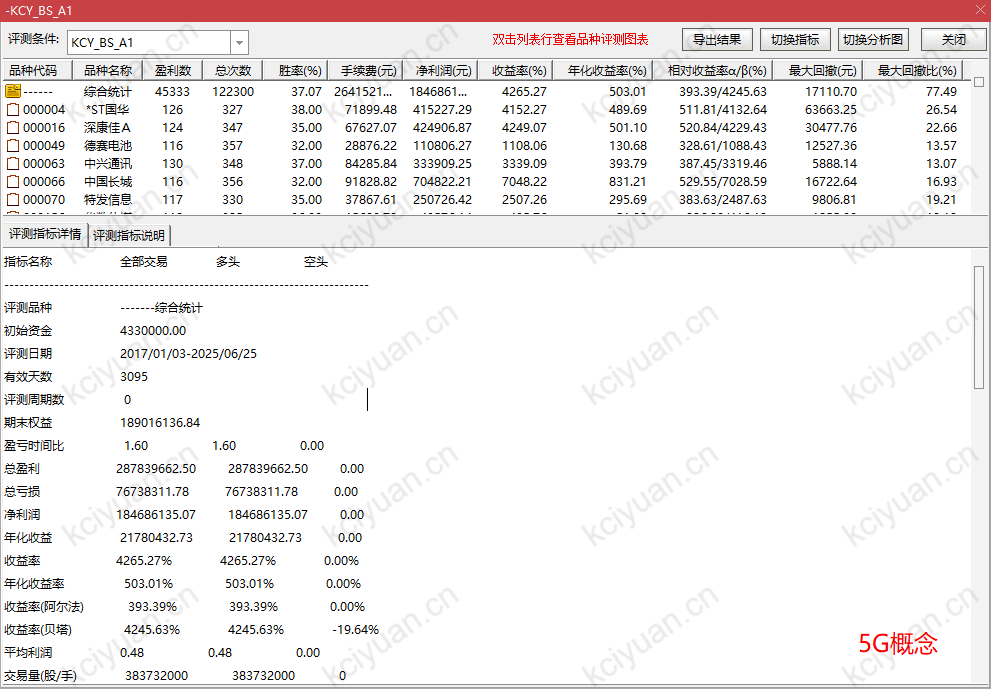 -KCY_BS_A1
评测条件: KCY_BS_A1 双击列表行查看品种评测图表 导出结果 切换指标 切换分析图 关闭
品种代码 品种名称 盈利数 总次数 胜率(%) 手续费(元) 净利润(元) 收益率(%) 年化收益率(%) 相对收益率α/β(%) 最大回撤(元) 最大回撤比(%)
------ 综合统计 45333 122300 37.07 2641521... 1846861... 4265.27 503.01 393.39/4245.63 17110.70 77.49
000004 *ST国华 126 327 38.00 71899.48 415227.29 4152.27 489.69 511.81/4132.54 63663.25 26.54
000016 深康佳A 124 347 35.00 67627.07 424906.87 4249.07 501.10 520.84/4229.43 30477.76 22.66
000049 德赛电池 116 357 32.00 28876.22 110806.27 1108.06 130.68 328.61/1088.43 12527.36 13.57
000063 中兴通讯 130 348 37.00 84285.84 333909.25 3339.09 393.79 387.45/3319.46 5888.14 13.07
000066 中国长城 116 356 32.00 91828.82 704822.21 7048.22 831.21 529.55/7028.59 16722.64 16.93
000070 特发信息 117 330 35.00 37867.61 250726.42 2507.26 295.69 383.63/2487.63 9806.81 19.21
评测指标详情 评测指标说明
指标名称 全部交易 多头 空头
--------------------------------------------------------------------------
评测品种 -------综合统计
初始资金 4330000.00
评测日期 2017/01/03-2025/06/25
有效天数 3095
评测周期数 0
期末权益 189016136.84
盈亏时间比 1.60 1.60 0.00
总盈利 287839662.50 287839662.50 0.00
总亏损 76738311.78 76738311.78 0.00
净利润 184686135.07 184686135.07 0.00
年化收益 21780432.73 21780432.73 0.00
收益率 4265.27% 4265.27% 0.00%
年化收益率 503.01% 503.01% 0.00%
收益率(阿尔法) 393.39% 393.39% 0.00%
收益率(贝塔) 4245.63% 4245.63% -19.64%
平均利润 0.48 0.48 0.00
交易量(股/手) 383732000 383732000 0
5G概念
kciyuan.cn